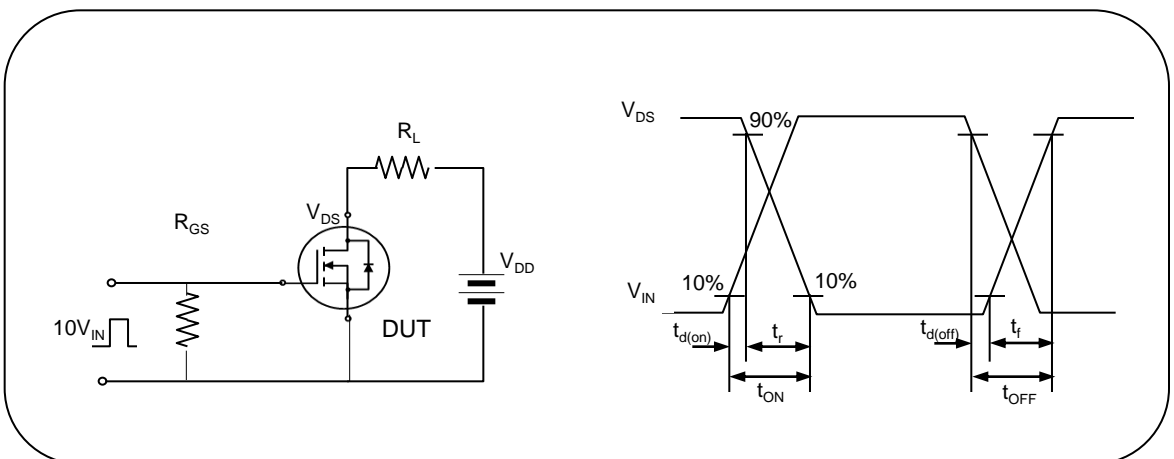 R_L
V_DS
R_GS
V_DD
10V_IN
DUT
V_DS
90%
10%
10%
V_IN
t_d(on)
t_r
t_d(off)
t_f
t_ON
t_OFF